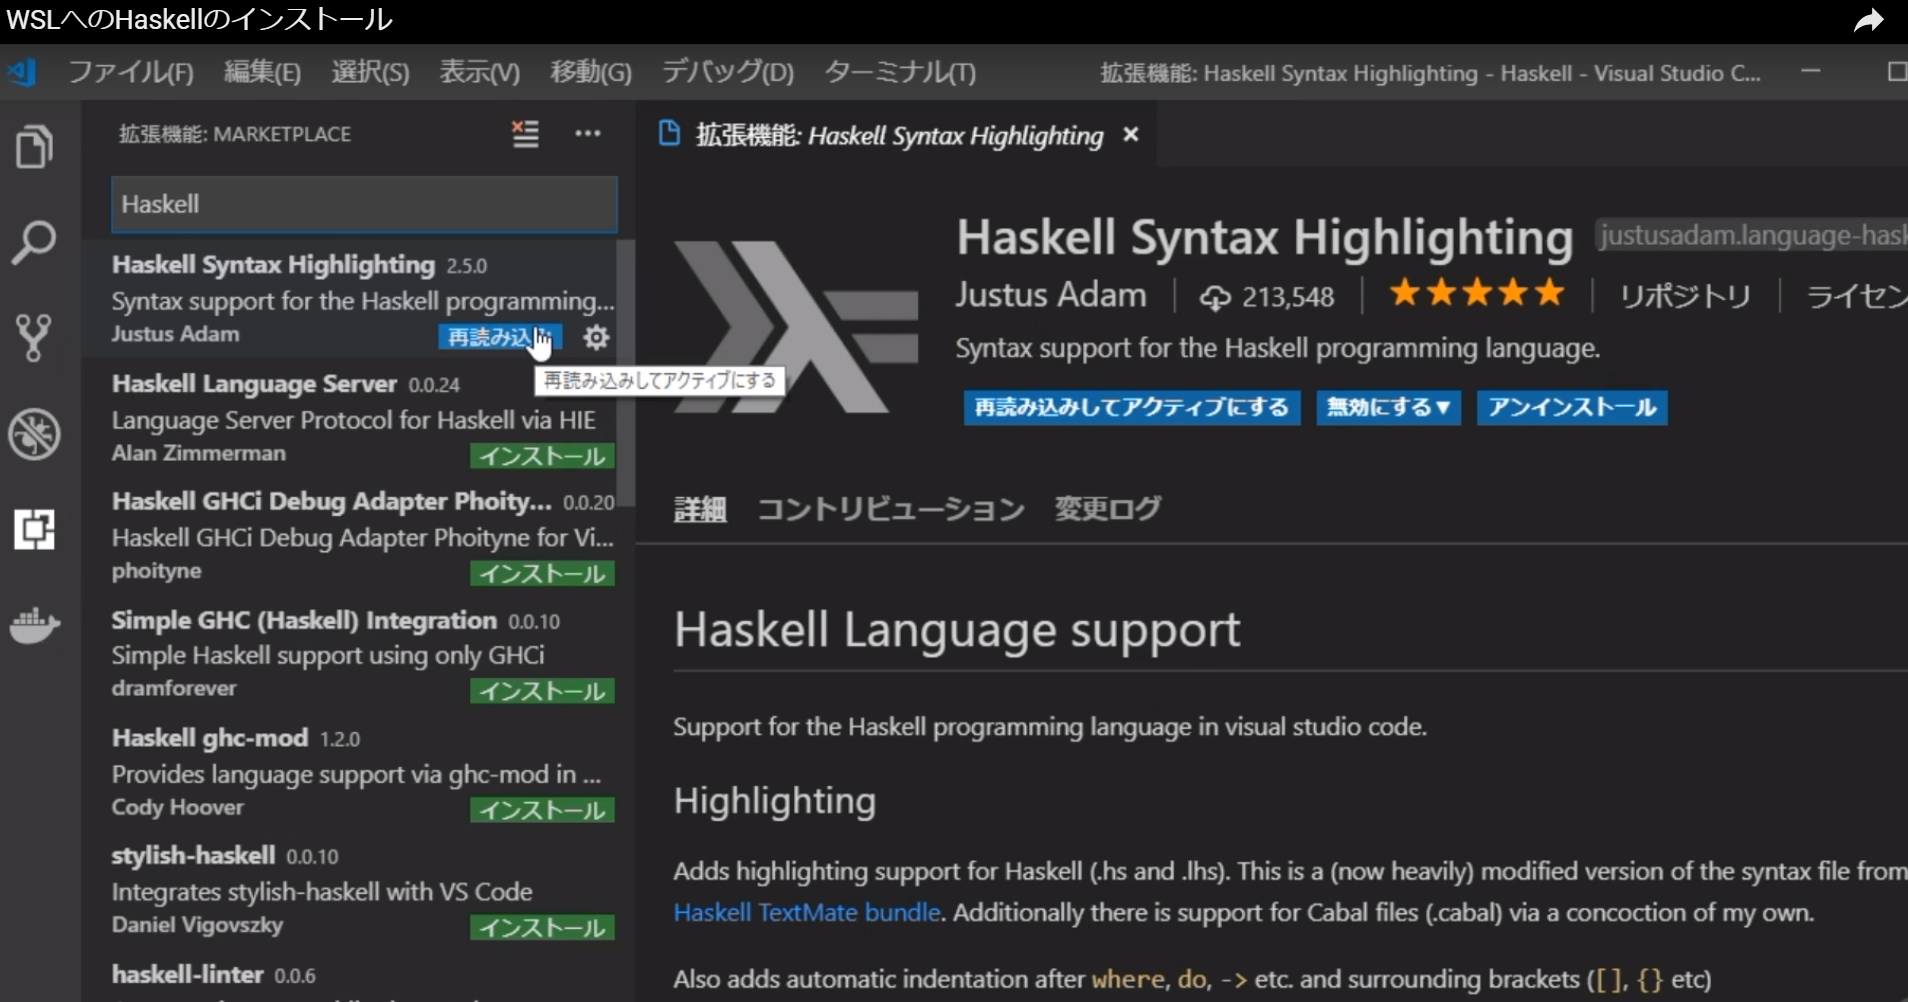 WSLへのHaskellのインストール
ファイル(F) 編集(E) 選択(S) 表示(V) 移動(G) デバッグ(D) ターミナル(T) 拡張機能: Haskell Syntax Highlighting - Haskell - Visual Studio C...
拡張機能: MARKETPLACE
Haskell
Haskell Syntax Highlighting 2.5.0
Syntax support for the Haskell programming...
Justus Adam 再読み込み
再読み込みしてアクティブにする
Haskell Language Server 0.0.24
Language Server Protocol for Haskell via HIE
Alan Zimmerman インストール
Haskell GHCi Debug Adapter Phoity... 0.0.20
Haskell GHCi Debug Adapter Phoityne for Vi...
phoityne インストール
Simple GHC (Haskell) Integration 0.0.10
Simple Haskell support using only GHCi
dramforever インストール
Haskell ghc-mod 1.2.0
Provides language support via ghc-mod in ...
Cody Hoover インストール
stylish-haskell 0.0.10
Integrates stylish-haskell with VS Code
Daniel Vigovszky インストール
haskell-linter 0.0.6
拡張機能: Haskell Syntax Highlighting
Haskell Syntax Highlighting justusadam.language-hask
Justus Adam 213,548 リポジトリ ライセン
Syntax support for the Haskell programming language.
再読み込みしてアクティブにする 無効にする▼ アンインストール
詳細 コントリビューション 変更ログ
Haskell Language support
Support for the Haskell programming language in visual studio code.
Highlighting
Adds highlighting support for Haskell (.hs and .lhs). This is a (now heavily) modified version of the syntax file from
Haskell TextMate bundle. Additionally there is support for Cabal files (.cabal) via a concoction of my own.
Also adds automatic indentation after where, do, -> etc. and surrounding brackets ([], {} etc)